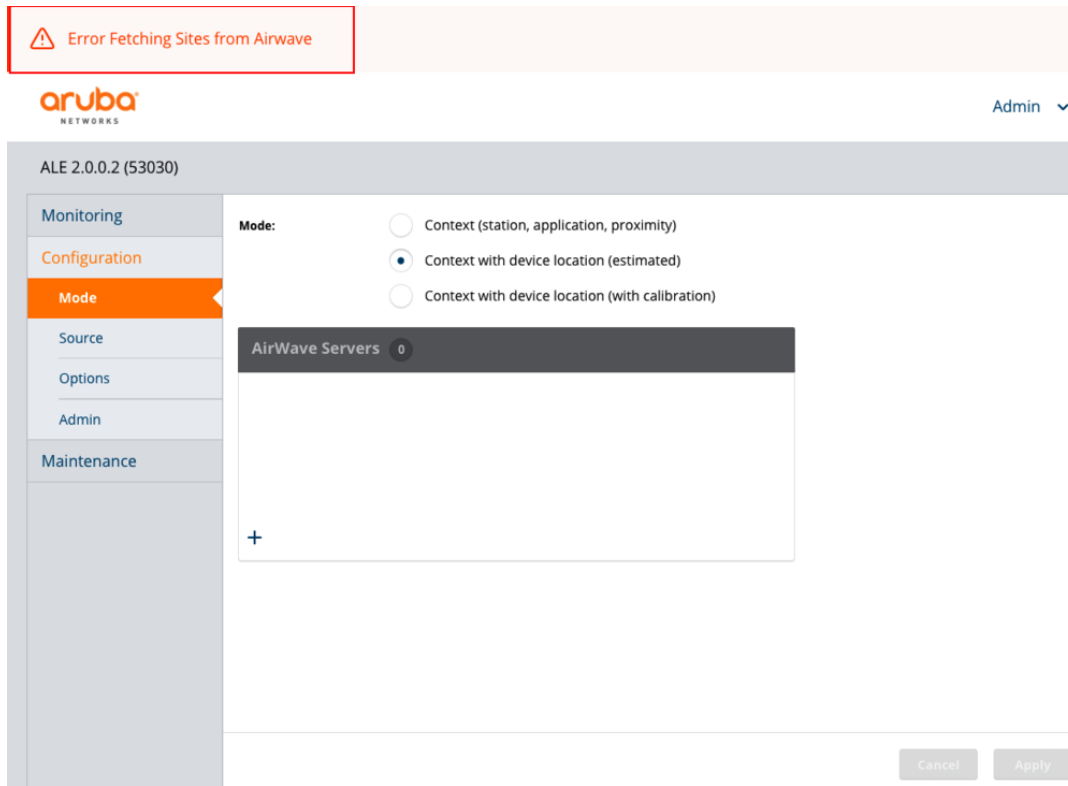 Error Fetching Sites from Airwave
aruba
NETWORKS
Admin
ALE 2.0.0.2 (53030)
Monitoring
Configuration
Mode
Source
Options
Admin
Maintenance
Mode:
Context (station, application, proximity)
Context with device location (estimated)
Context with device location (with calibration)
AirWave Servers 0
+
Cancel
Apply